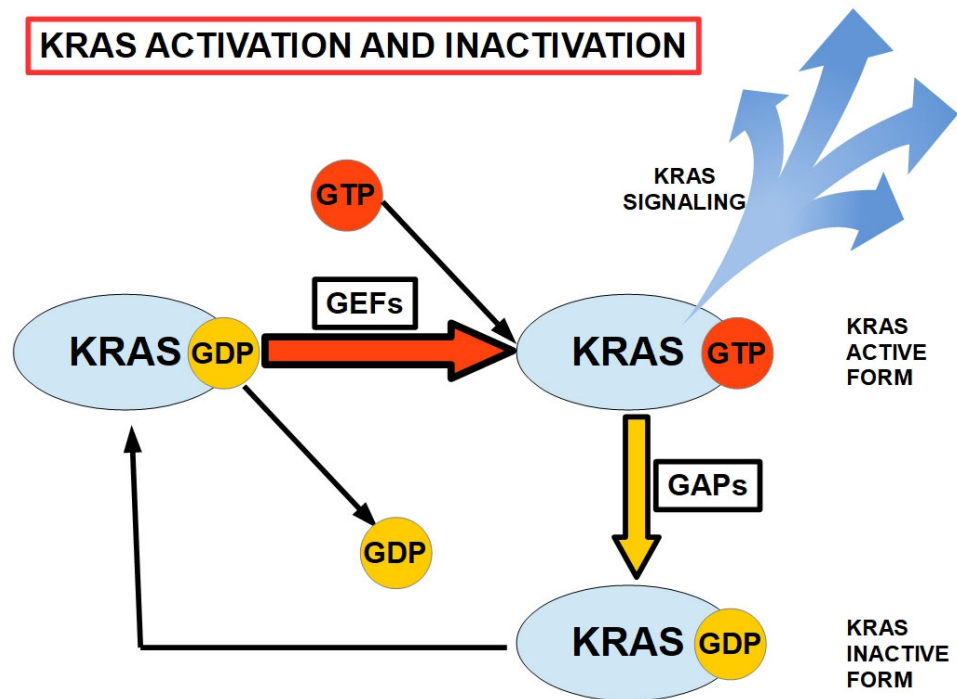 KRAS ACTIVATION AND INACTIVATION
GTP
KRAS
SIGNALING
GEFs
KRAS
GDP
KRAS
GTP
KRAS
ACTIVE
FORM
GAPs
GDP
KRAS
GDP
KRAS
INACTIVE
FORM